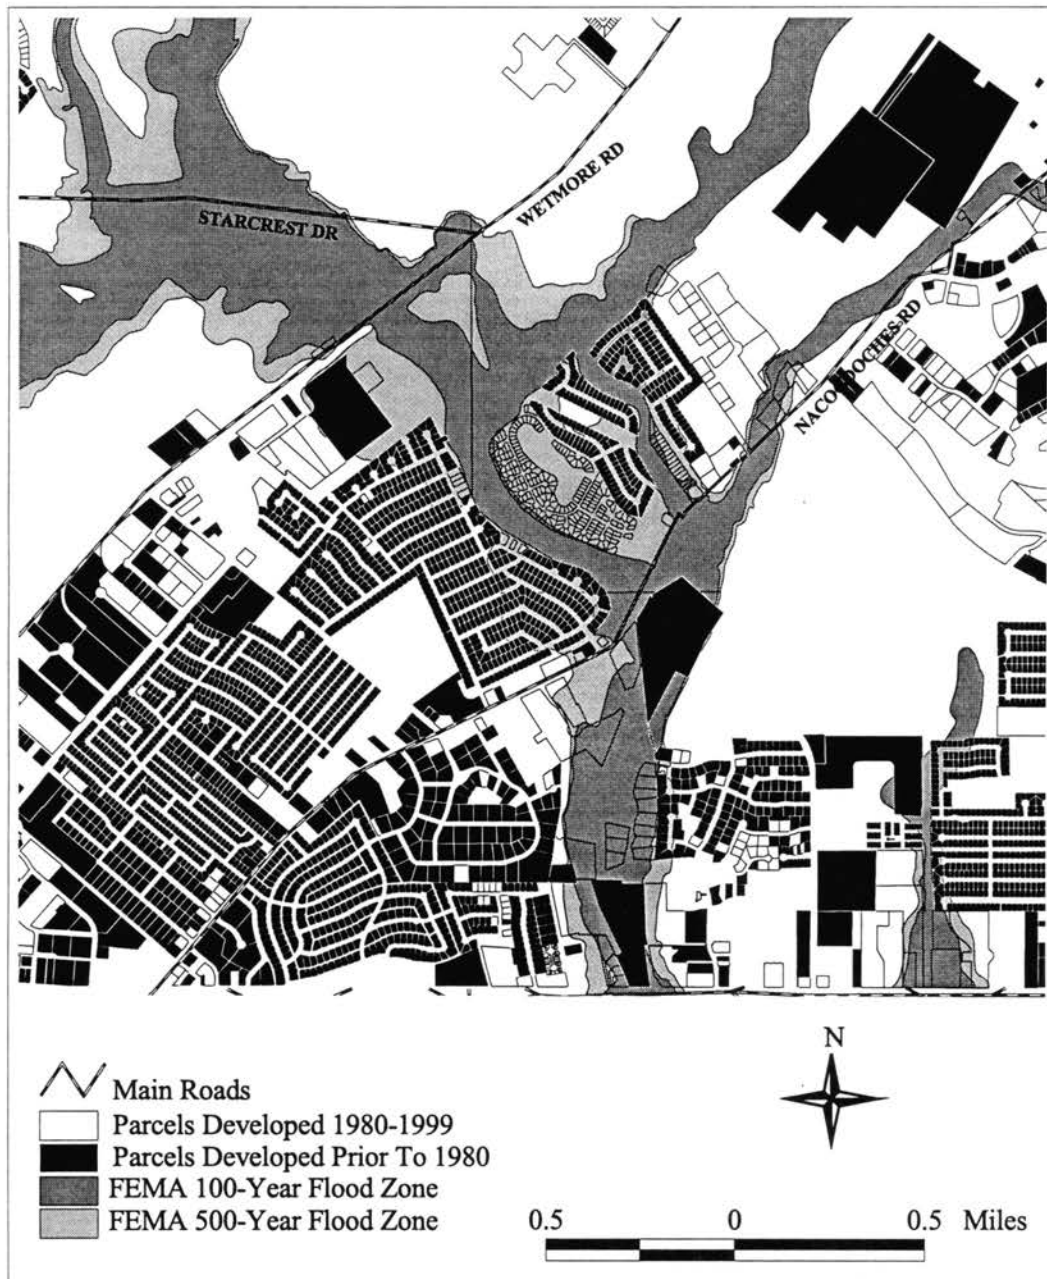 WETMORE RD
STARCREST DR
NACOGDOCHES RD
N
Main Roads
Parcels Developed 1980-1999
Parcels Developed Prior To 1980
FEMA 100-Year Flood Zone
FEMA 500-Year Flood Zone
0.5 0 0.5 Miles